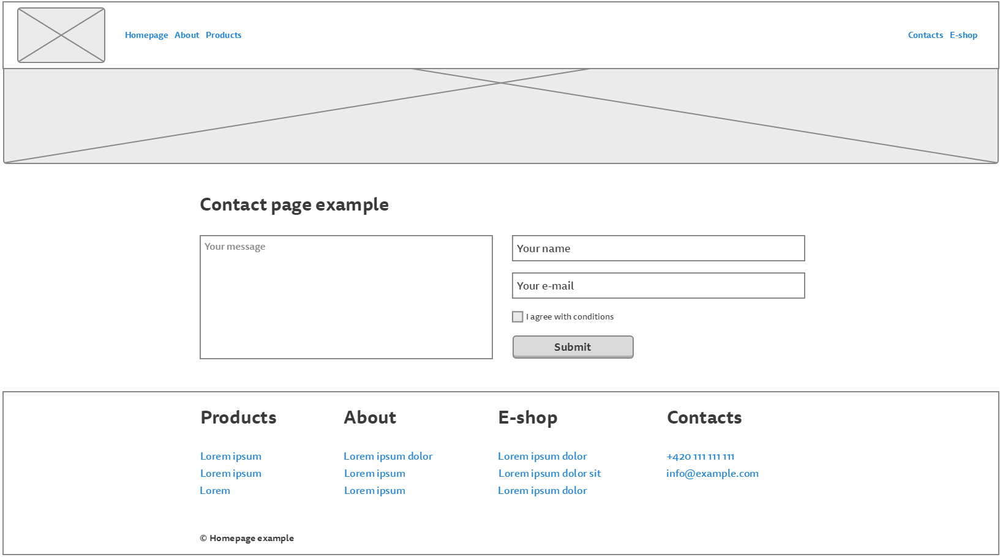 Homepage About Products Contacts E-shop
Contact page example
Your message
Your name
Your e-mail
I agree with conditions
Submit
Products
Lorem ipsum
Lorem ipsum
Lorem
About
Lorem ipsum dolor
Lorem ipsum
Lorem ipsum
E-shop
Lorem ipsum dolor
Lorem ipsum dolor sit
Lorem ipsum dolor
Contacts
+420 111 111 111
info@example.com
© Homepage example